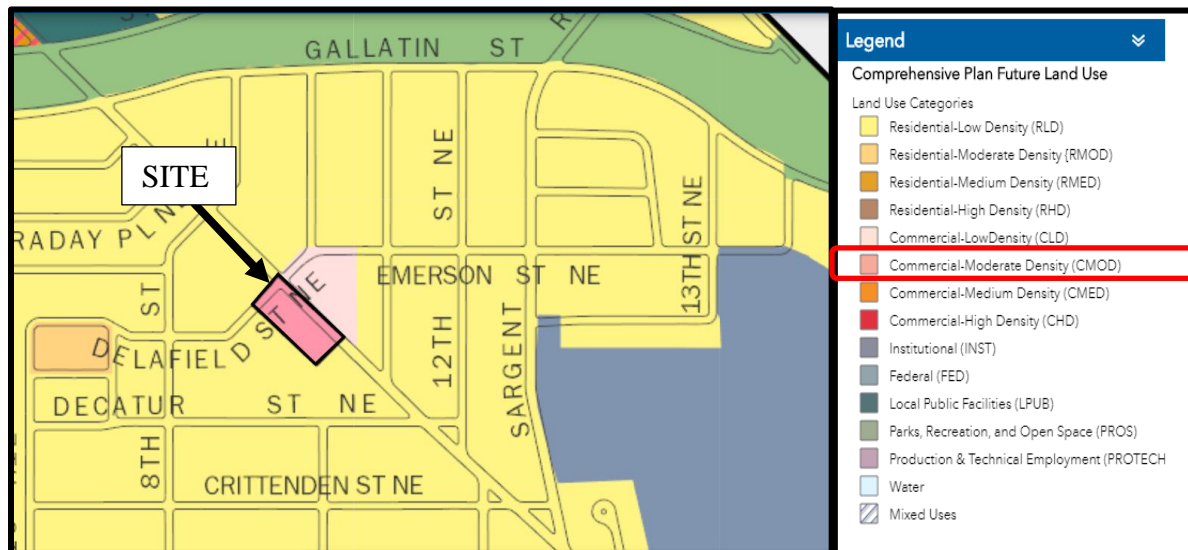 GALLATIN ST
R
NE
ST NE
SITE
RADAY PL NE
ST
EMERSON ST NE
13TH ST NE
DELAFIELD ST NE
12TH
SARGENT
DECATUR ST NE
8TH
CRITTENDEN ST NE
Legend
Comprehensive Plan Future Land Use
Land Use Categories
Residential-Low Density (RLD)
Residential-Moderate Density {RMOD)
Residential-Medium Density (RMED)
Residential-High Density (RHD)
Commercial-LowDensity (CLD)
Commercial-Moderate Density (CMOD)
Commercial-Medium Density (CMED)
Commercial-High Density (CHD)
Institutional (INST)
Federal (FED)
Local Public Facilities (LPUB)
Parks, Recreation, and Open Space (PROS)
Production & Technical Employment (PROTECH
Water
Mixed Uses